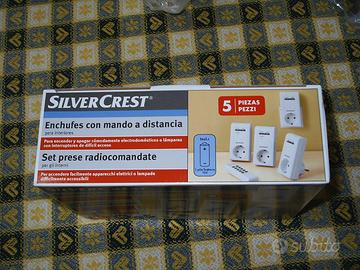 SILVERCREST®
Enchufes con mando a distancia
para interiores
Para encender y apagar cómodamente electrodomésticos o lámparas
con interruptores de difícil acceso
Set prese radiocomandate
per gli interni
Per accendere facilmente apparecchi elettrici o lampade
difficilmente accessibili
5 PIEZAS
PEZZI
subito